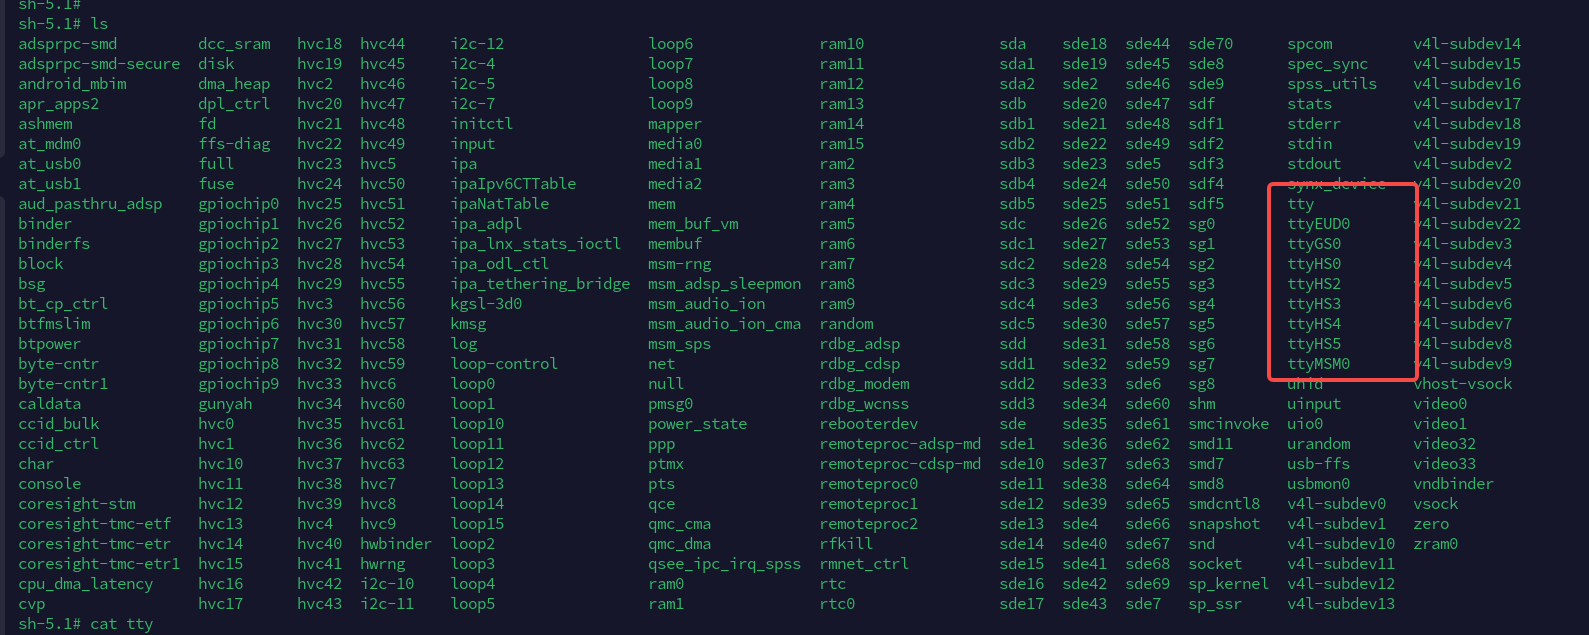 sh-5.1#
sh-5.1# ls
adsprpc-smd dcc_sram hvc18 hvc44 i2c-12 loop6 ram10 sda sde18 sde44 sde70 spcom v4l-subdev14
adsprpc-smd-secure disk hvc19 hvc45 i2c-4 loop7 ram11 sda1 sde19 sde45 sde8 spec_sync v4l-subdev15
android_mbim dma_heap hvc2 hvc46 i2c-5 loop8 ram12 sda2 sde2 sde46 sde9 spss_utils v4l-subdev16
apr_apps2 dpl_ctrl hvc20 hvc47 i2c-7 loop9 ram13 sdb sde20 sde47 sdf stats v4l-subdev17
ashmem fd hvc21 hvc48 initctl mapper ram14 sdb1 sde21 sde48 sdf1 stderr v4l-subdev18
at_mdm0 ffs-diag hvc22 hvc49 input media0 ram15 sdb2 sde22 sde49 sdf2 stdin v4l-subdev19
at_usb0 full hvc23 hvc5 ipa media1 ram2 sdb3 sde23 sde5 sdf3 stdout v4l-subdev2
at_usb1 fuse hvc24 hvc50 ipaIpv6CTTable media2 ram3 sdb4 sde24 sde50 sdf4 synx_device v4l-subdev20
aud_pasthru_adsp gpiochip0 hvc25 hvc51 ipaNatTable mem ram4 sdb5 sde25 sde51 sdf5 tty v4l-subdev21
binder gpiochip1 hvc26 hvc52 ipa_adpl mem_buf_vm ram5 sdc sde26 sde52 sg0 ttyEUD0 v4l-subdev22
binderfs gpiochip2 hvc27 hvc53 ipa_lnx_stats_ioctl membuf ram6 sdc1 sde27 sde53 sg1 ttyGS0 v4l-subdev3
block gpiochip3 hvc28 hvc54 ipa_odl_ctl msm-rng ram7 sdc2 sde28 sde54 sg2 ttyHS0 v4l-subdev4
bsg gpiochip4 hvc29 hvc55 ipa_tethering_bridge msm_adsp_sleepmon ram8 sdc3 sde29 sde55 sg3 ttyHS2 v4l-subdev5
bt_cp_ctrl gpiochip5 hvc3 hvc56 kgsl-3d0 msm_audio_ion ram9 sdc4 sde3 sde56 sg4 ttyHS3 v4l-subdev6
btfmslim gpiochip6 hvc30 hvc57 kmsg msm_audio_ion_cma random sdc5 sde30 sde57 sg5 ttyHS4 v4l-subdev7
btpower gpiochip7 hvc31 hvc58 log msm_sps rdbg_adsp sdd sde31 sde58 sg6 ttyHS5 v4l-subdev8
byte-cntr gpiochip8 hvc32 hvc59 loop-control net rdbg_cdsp sdd1 sde32 sde59 sg7 ttyMSM0 v4l-subdev9
byte-cntr1 gpiochip9 hvc33 hvc6 loop0 null rdbg_modem sdd2 sde33 sde6 sg8 uhid vhost-vsock
caldata gunyah hvc34 hvc60 loop1 pmsg0 rdbg_wcnss sdd3 sde34 sde60 shm uinput video0
ccid_bulk hvc0 hvc35 hvc61 loop10 power_state rebooterdev sde sde35 sde61 smcinvoke uio0 video1
ccid_ctrl hvc1 hvc36 hvc62 loop11 ppp remoteproc-adsp-md sde1 sde36 sde62 smd11 urandom video32
char hvc10 hvc37 hvc63 loop12 ptmx remoteproc-cdsp-md sde10 sde37 sde63 smd7 usb-ffs video33
console hvc11 hvc38 hvc7 loop13 pts remoteproc0 sde11 sde38 sde64 smd8 usbmon0 vndbinder
coresight-stm hvc12 hvc39 hvc8 loop14 qce remoteproc1 sde12 sde39 sde65 smdcntl8 v4l-subdev0 vsock
coresight-tmc-etf hvc13 hvc4 hvc9 loop15 qmc_cma remoteproc2 sde13 sde4 sde66 snapshot v4l-subdev1 zero
coresight-tmc-etr hvc14 hvc40 hwbinder loop2 qmc_dma rfkill sde14 sde40 sde67 snd v4l-subdev10 zram0
coresight-tmc-etr1 hvc15 hvc41 hwrng loop3 qsee_ipc_irq_spss rmnet_ctrl sde15 sde41 sde68 socket v4l-subdev11
cpu_dma_latency hvc16 hvc42 i2c-10 loop4 ram0 rtc sde16 sde42 sde69 sp_kernel v4l-subdev12
cvp hvc17 hvc43 i2c-11 loop5 ram1 rtc0 sde17 sde43 sde7 sp_ssr v4l-subdev13
sh-5.1# cat tty